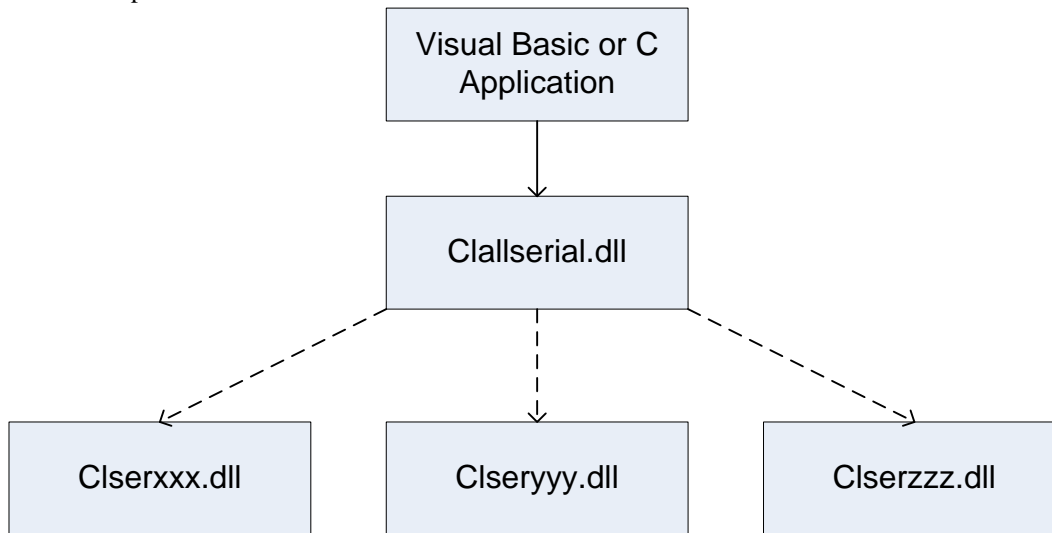 Visual Basic or C
Application
Clallserial.dll
Clserxxx.dll
Clseryyy.dll
Clserzzz.dll